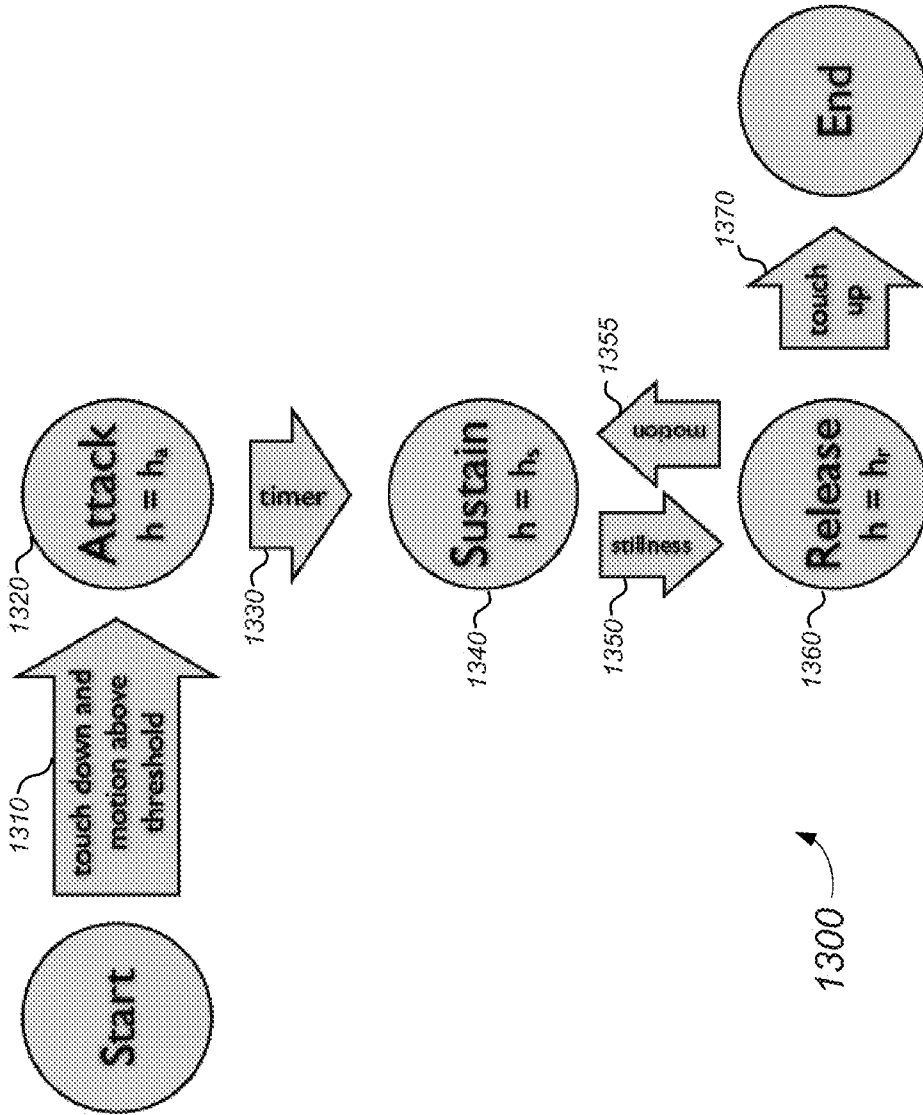 Start
1310
touch down and
motion above
threshold
1320
Attack
h = hₐ
1330
timer
1340
Sustain
h = hₛ
1350
stillness
1355
motion
1360
Release
h = hᵣ
1370
touch
up
End
1300